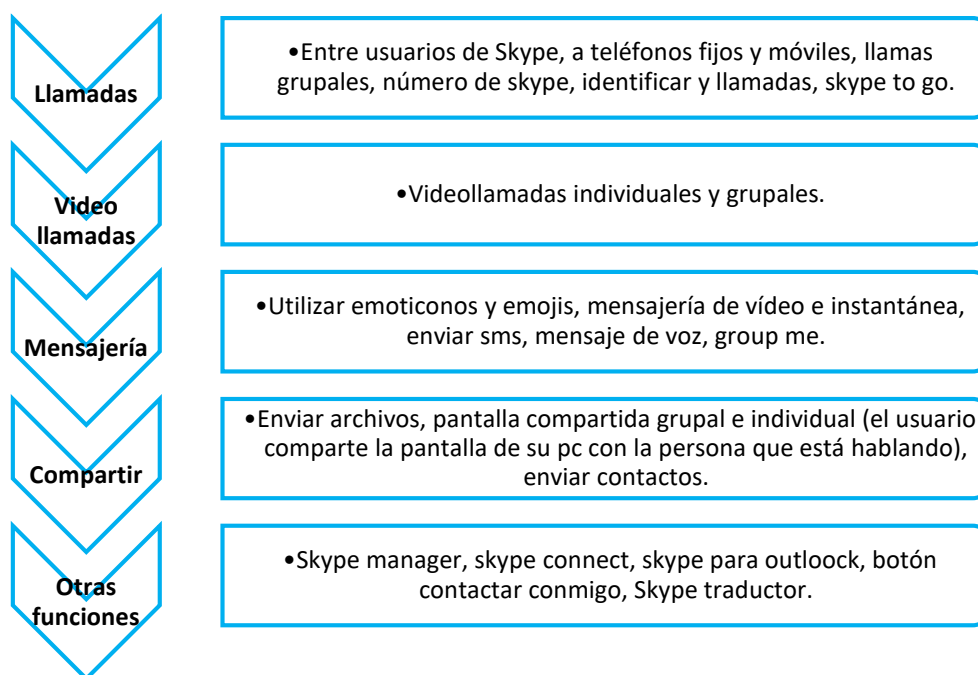 Llamadas
•Entre usuarios de Skype, a teléfonos fijos y móviles, llamas
grupales, número de skype, identificar y llamadas, skype to go.
Video
llamadas
•Videollamadas individuales y grupales.
Mensajería
•Utilizar emoticonos y emojis, mensajería de vídeo e instantánea,
enviar sms, mensaje de voz, group me.
Compartir
•Enviar archivos, pantalla compartida grupal e individual (el usuario
comparte la pantalla de su pc con la persona que está hablando),
enviar contactos.
Otras
funciones
•Skype manager, skype connect, skype para outloock, botón
contactar conmigo, Skype traductor.